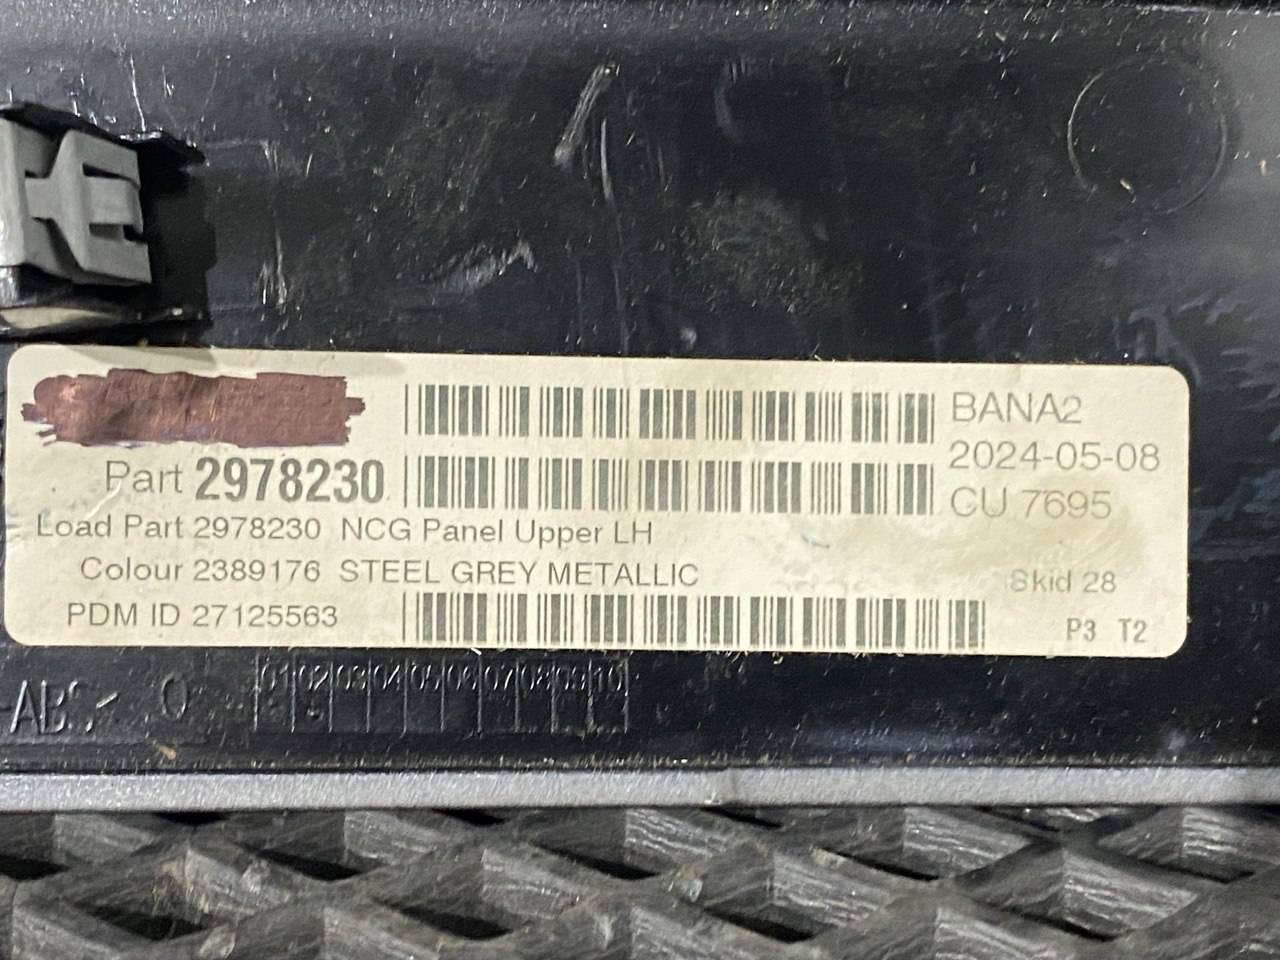 BANA2
2024-05-08
Part 2978230
CU 7695
Load Part 2978230 NCG Panel Upper LH
Colour 2389176 STEEL GREY METALLIC
Skid 28
PDM ID 27125563
P3 T2
ABS< 0
01 02 03 04 05 06 07 08 09 10